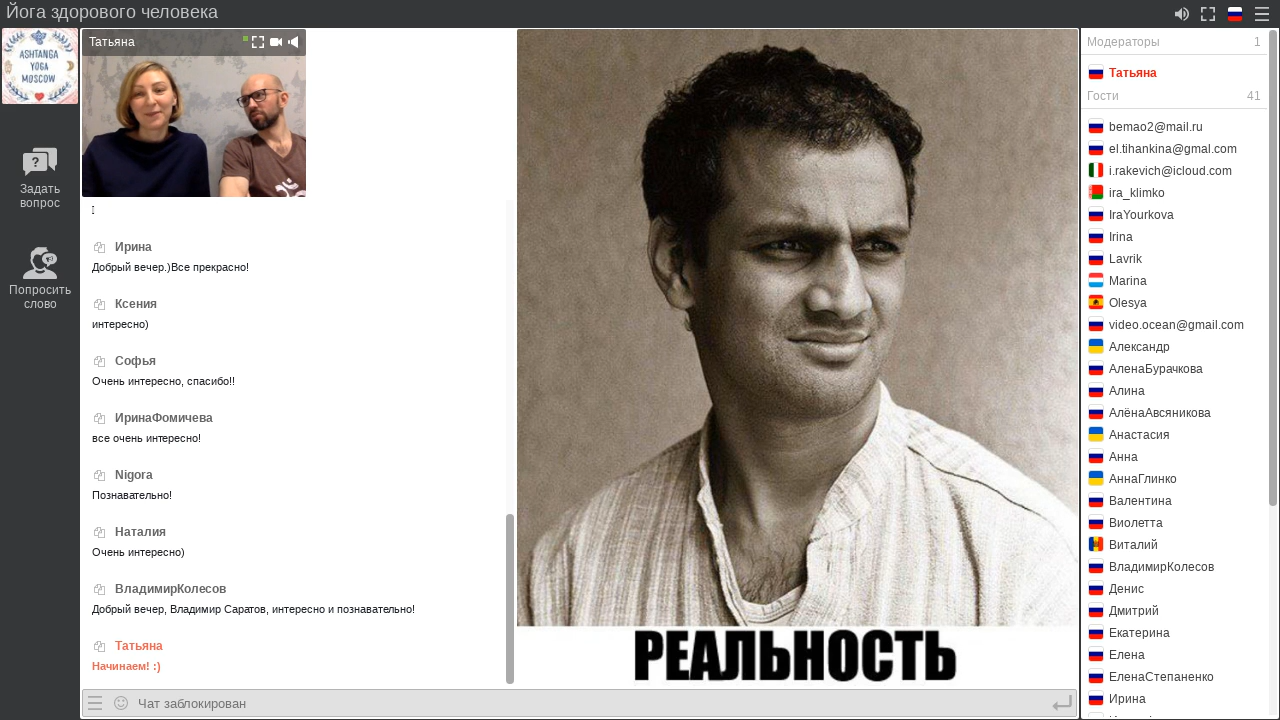 Йога здорового человека
ASHTANGA
YOGA
MOSCOW
Задать
вопрос
Попросить
слово
Татьяна
Ирина
Добрый вечер.)Все прекрасно!
Ксения
интересно)
Софья
Очень интересно, спасибо!!
ИринаФомичева
все очень интересно!
Nigora
Познавательно!
Наталия
Очень интересно)
ВладимирКолесов
Добрый вечер, Владимир Саратов, интересно и познавательно!
Татьяна
Начинаем! :)
Чат заблокирован
РЕАЛЬНОСТЬ
Модераторы 1
Татьяна
Гости 41
bemao2@mail.ru
el.tihankina@gmal.com
i.rakevich@icloud.com
ira_klimko
IraYourkova
Irina
Lavrik
Marina
Olesya
video.ocean@gmail.com
Александр
АленаБурачкова
Алина
АлёнаАвсяникова
Анастасия
Анна
АннаГлинко
Валентина
Виолетта
Виталий
ВладимирКолесов
Денис
Дмитрий
Екатерина
Елена
ЕленаСтепаненко
Ирина